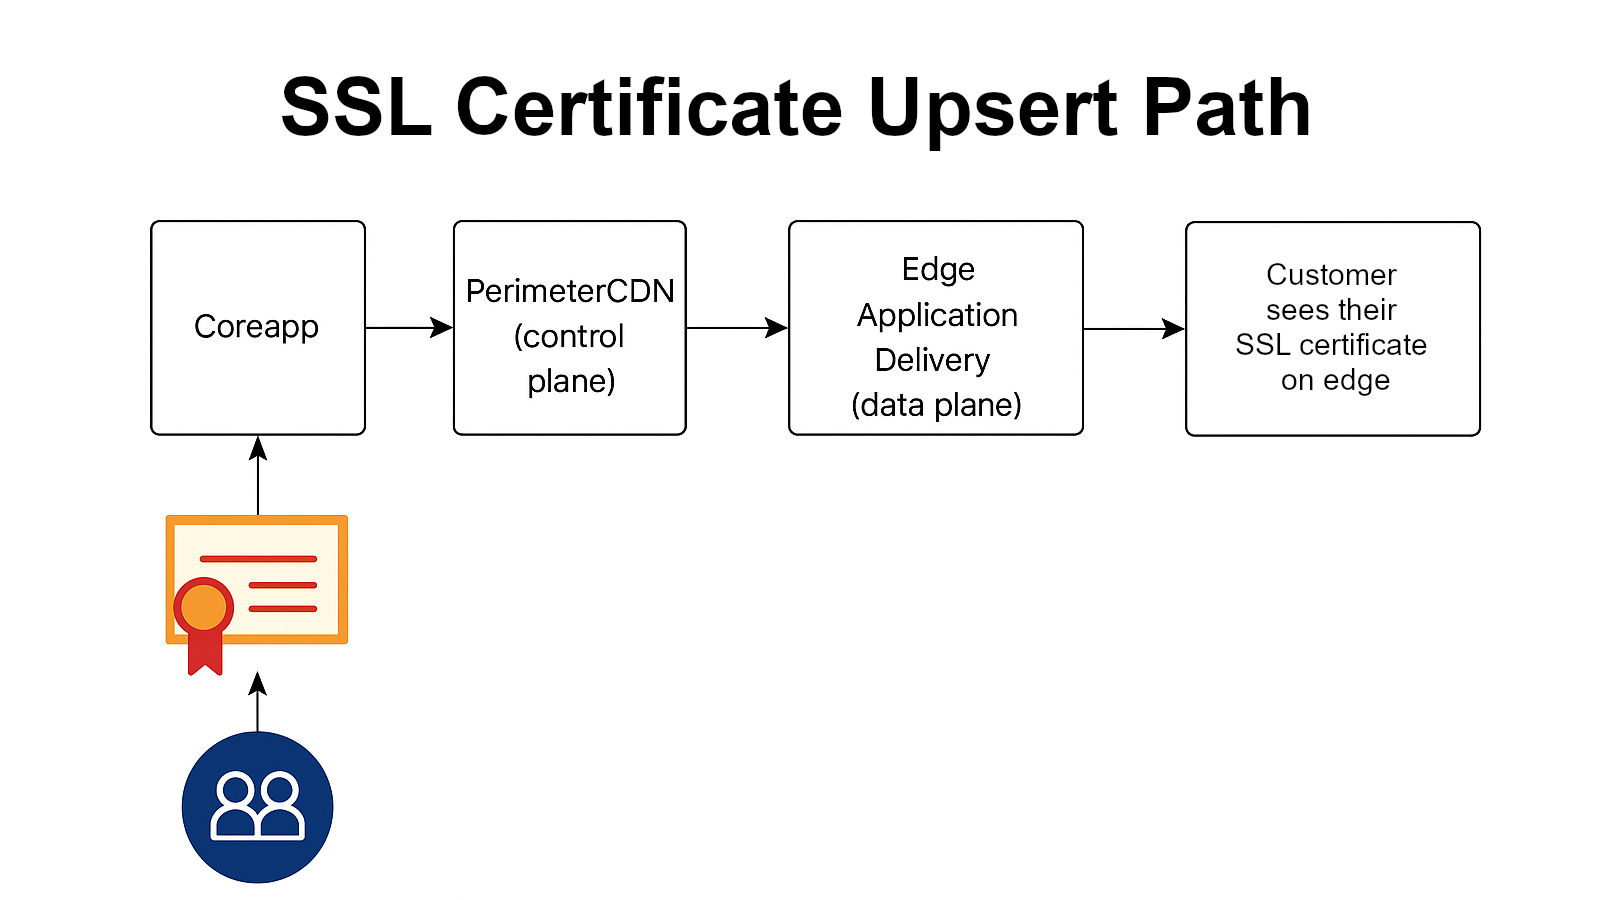 SSL Certificate Upsert Path
Coreapp
PerimeterCDN
(control
plane)
Edge
Application
Delivery
(data plane)
Customer
sees their
SSL certificate
on edge